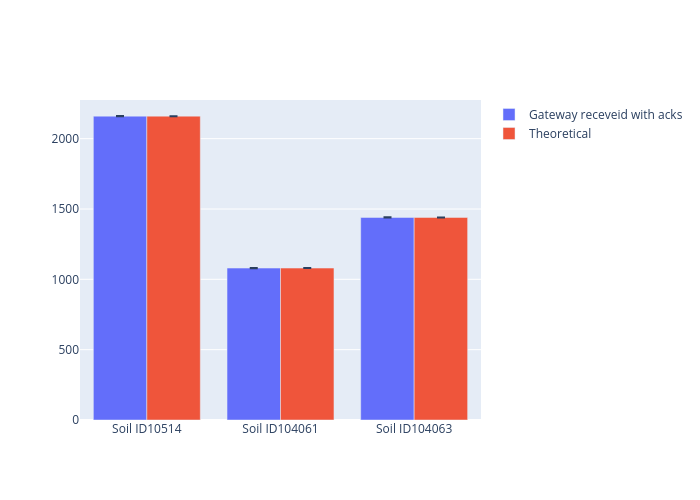 Gateway receveid with acks
Theoretical
2000
1500
1000
500
0
Soil ID10514
Soil ID104061
Soil ID104063